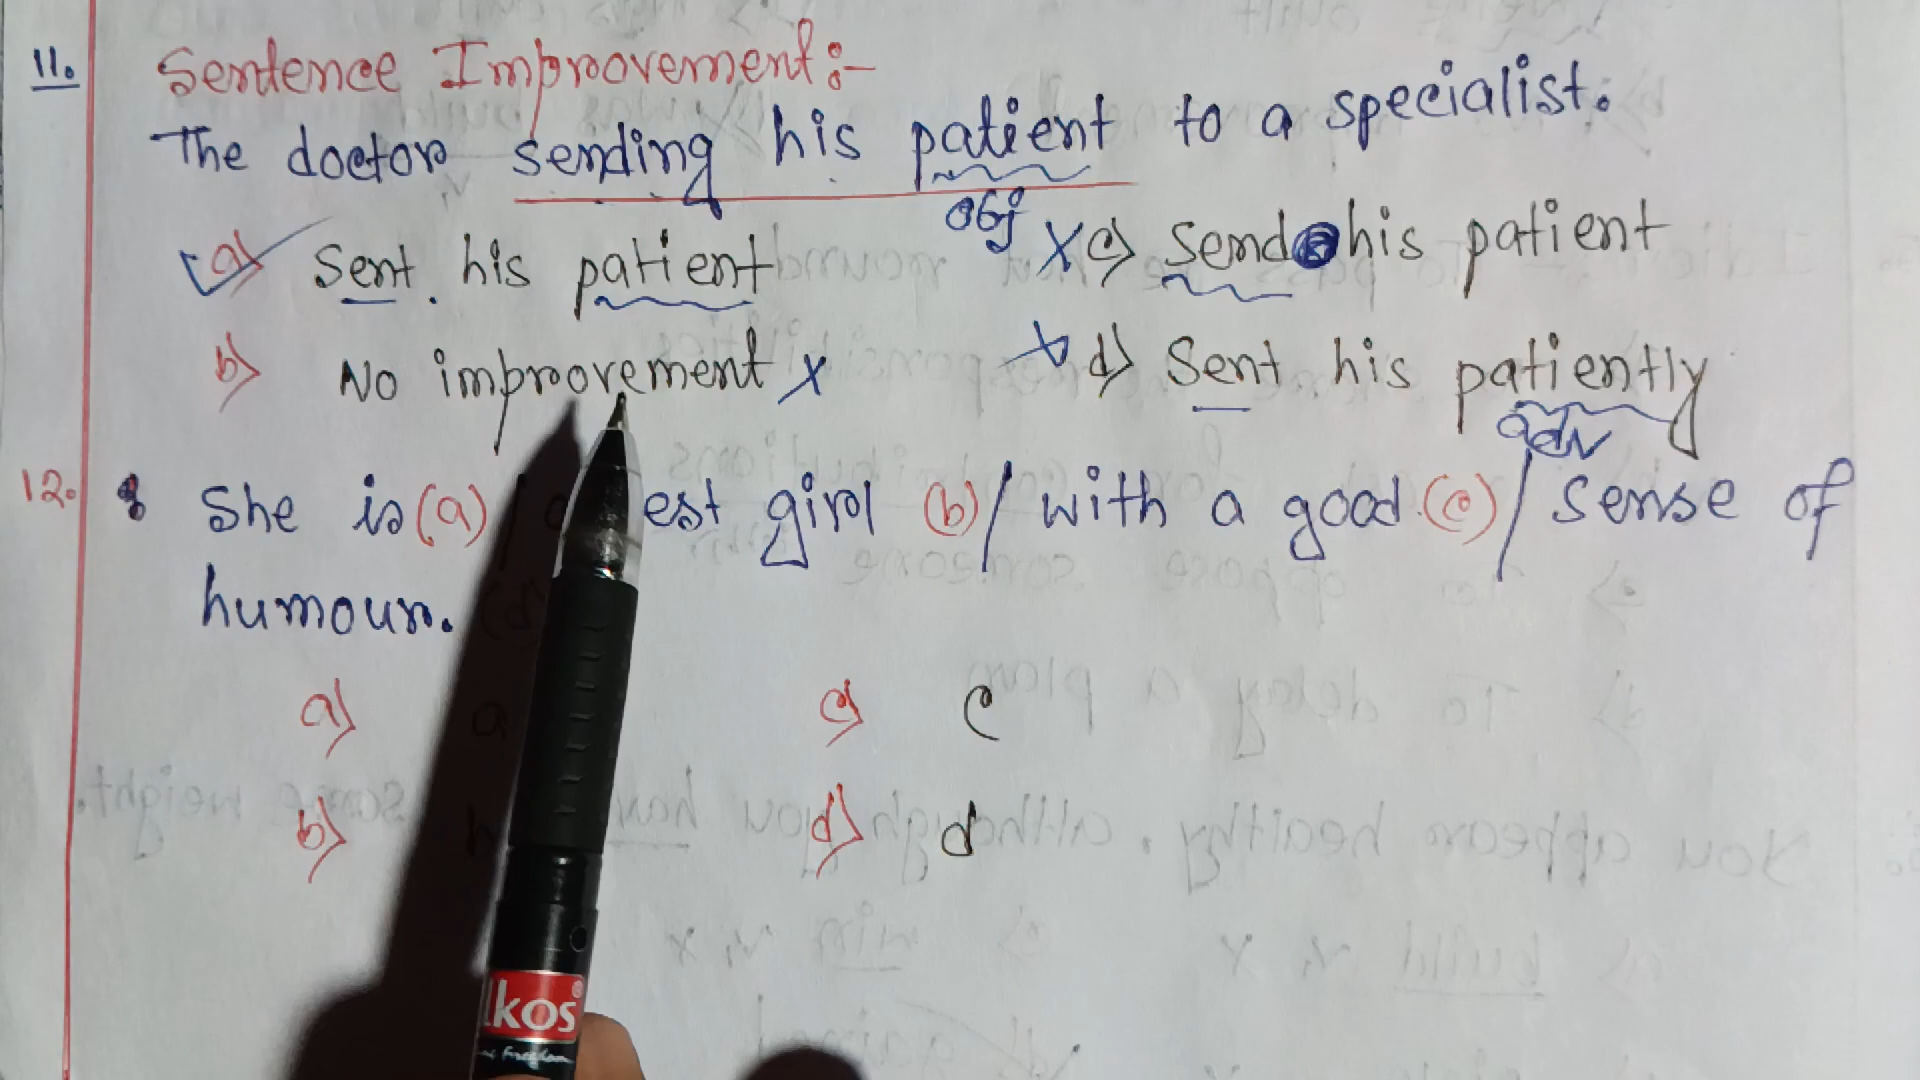 11. Sentence Improvement:-
The doctor sending his patient to a specialist.
obj
a) Sent his patient
X c) Send his patient
b) No improvement x
x d) Sent his patiently
adv
12. She is (a) / est girl (b) / with a good (c) / sense of
humour.
a) a
c) c
b) b
d) d
lkos